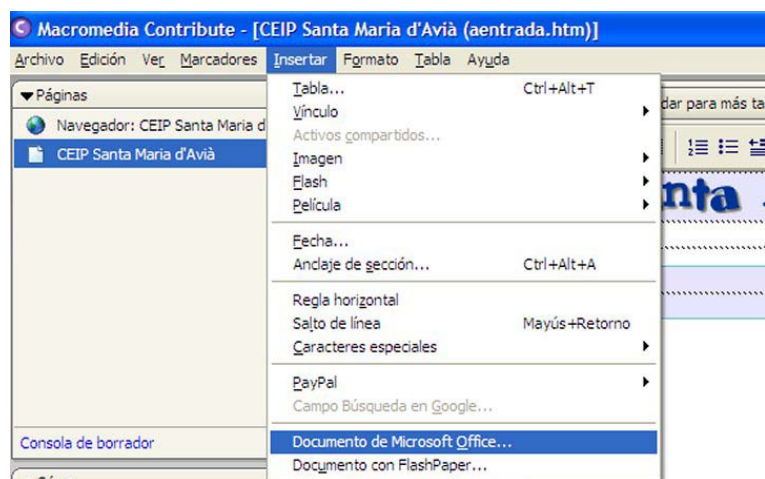 Macromedia Contribute - [CEIP Santa Maria d'Avià (aentrada.htm)]
Archivo Edición Ver Marcadores Insertar Formato Tabla Ayuda
Páginas
Navegador: CEIP Santa Maria d
CEIP Santa Maria d'Avià
Consola de borrador
Tabla... Ctrl+Alt+T
Vínculo
Activos compartidos...
Imagen
Flash
Película
Fecha...
Anclaje de sección... Ctrl+Alt+A
Regla horizontal
Salto de línea Mayús+Retorno
Caracteres especiales
PayPal
Campo Búsqueda en Google...
Documento de Microsoft Office...
Documento con FlashPaper...
dar para más ta
nta